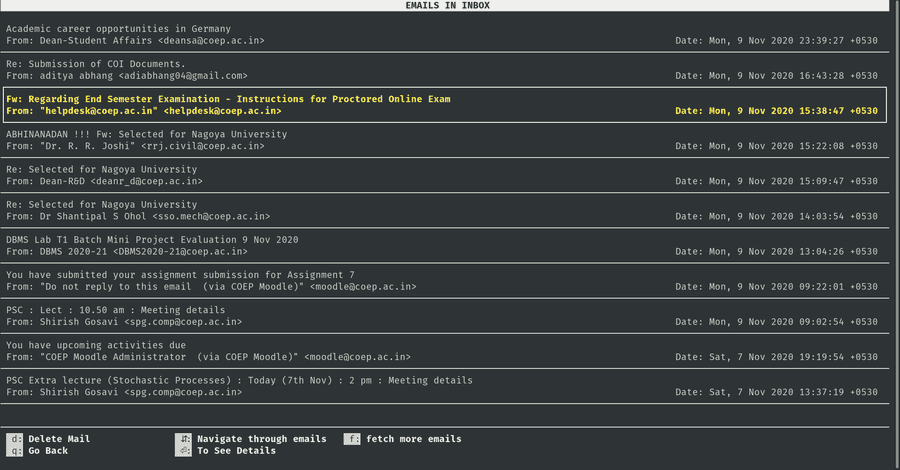 EMAILS IN INBOX
Academic career opportunities in Germany
From: Dean-Student Affairs <deansa@coep.ac.in> Date: Mon, 9 Nov 2020 23:39:27 +0530
Re: Submission of COI Documents.
From: aditya abhang <adiabhang04@gmail.com> Date: Mon, 9 Nov 2020 16:43:28 +0530
Fw: Regarding End Semester Examination - Instructions for Proctored Online Exam
From: "helpdesk@coep.ac.in" <helpdesk@coep.ac.in> Date: Mon, 9 Nov 2020 15:38:47 +0530
ABHINANADAN !!! Fw: Selected for Nagoya University
From: "Dr. R. R. Joshi" <rrj.civil@coep.ac.in> Date: Mon, 9 Nov 2020 15:22:08 +0530
Re: Selected for Nagoya University
From: Dean-R&D <deanr_d@coep.ac.in> Date: Mon, 9 Nov 2020 15:09:47 +0530
Re: Selected for Nagoya University
From: Dr Shantipal S Ohol <sso.mech@coep.ac.in> Date: Mon, 9 Nov 2020 14:03:54 +0530
DBMS Lab T1 Batch Mini Project Evaluation 9 Nov 2020
From: DBMS 2020-21 <DBMS2020-21@coep.ac.in> Date: Mon, 9 Nov 2020 13:04:26 +0530
You have submitted your assignment submission for Assignment 7
From: "Do not reply to this email (via COEP Moodle)" <moodle@coep.ac.in> Date: Mon, 9 Nov 2020 09:22:01 +0530
PSC : Lect : 10.50 am : Meeting details
From: Shirish Gosavi <spg.comp@coep.ac.in> Date: Mon, 9 Nov 2020 09:02:54 +0530
You have upcoming activities due
From: "COEP Moodle Administrator (via COEP Moodle)" <moodle@coep.ac.in> Date: Sat, 7 Nov 2020 19:19:54 +0530
PSC Extra lecture (Stochastic Processes) : Today (7th Nov) : 2 pm : Meeting details
From: Shirish Gosavi <spg.comp@coep.ac.in> Date: Sat, 7 Nov 2020 13:37:19 +0530
d: Delete Mail ⇵: Navigate through emails f: fetch more emails
q: Go Back ⏎: To See Details